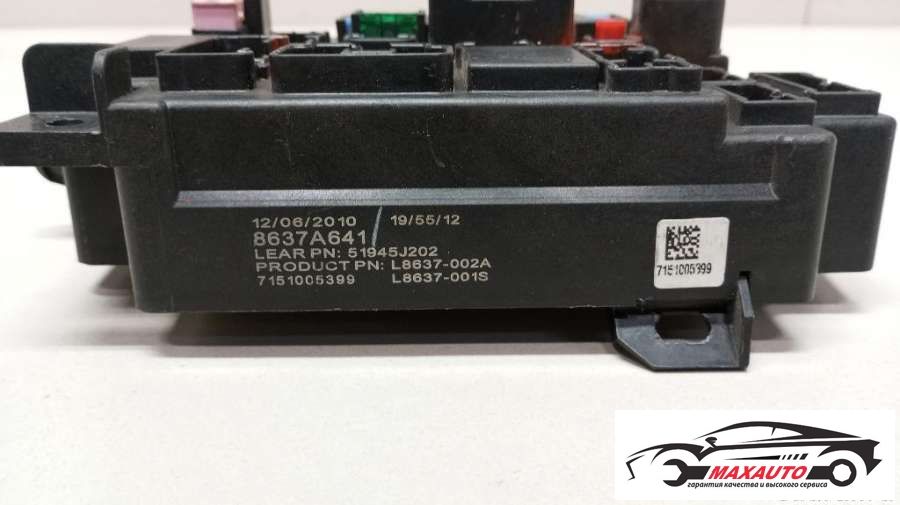 12/06/2010 19/55/12
8637A641
LEAR PN: 51945J202
PRODUCT PN: L8637-002A
7151005399 L8637-001S
7151005399
MAXAUTO
гарантия качества и высокого сервиса